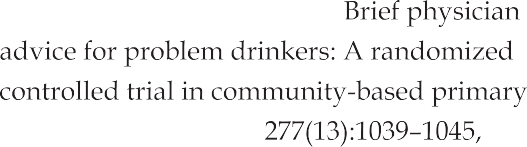 Brief physician
advice for problem drinkers: A randomized
controlled trial in community-based primary
277(13):1039–1045,